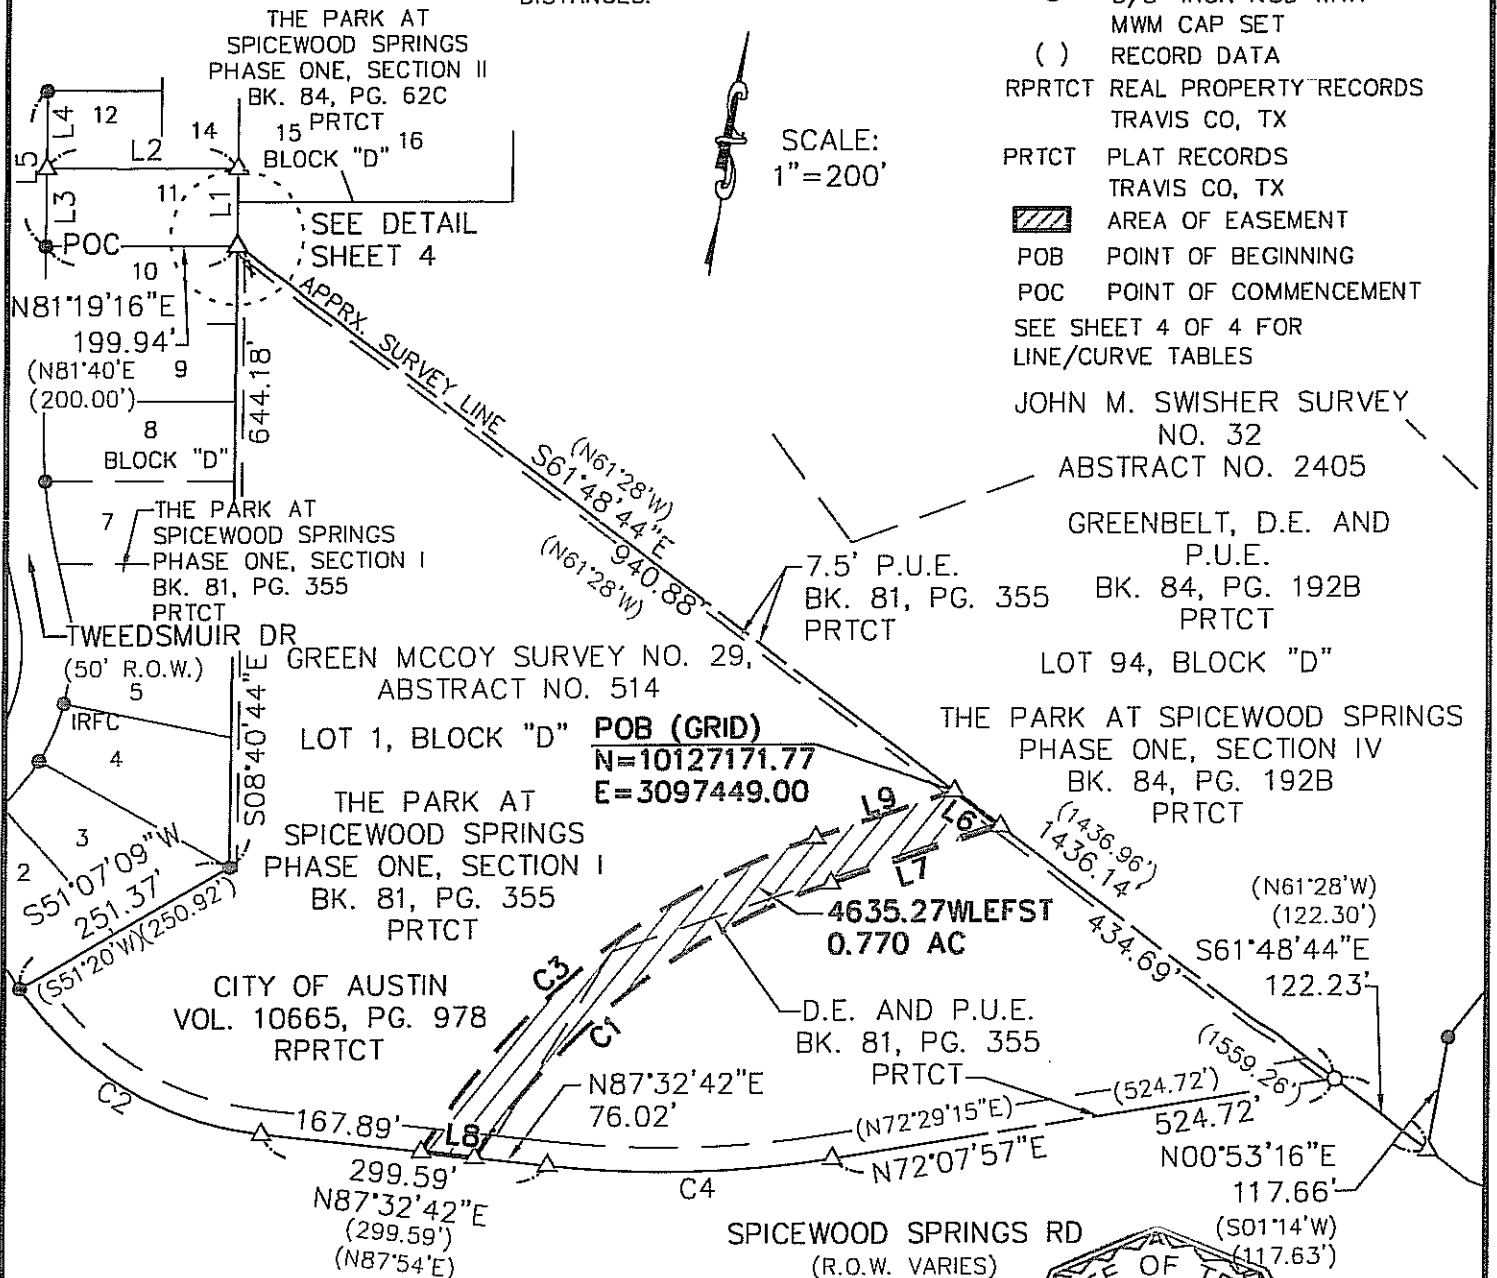 DISTANCES.
THE PARK AT
SPICEWOOD SPRINGS
PHASE ONE, SECTION II
BK. 84, PG. 62C
PRTCT
15
16
BLOCK "D"
12
14
L4
L2
L5
11
L3
L1
POC
10
SEE DETAIL
SHEET 4
N81°19'16"E
199.94'
(N81°40'E
(200.00')
9
644.18'
8
BLOCK "D"
7
THE PARK AT
SPICEWOOD SPRINGS
PHASE ONE, SECTION I
BK. 81, PG. 355
PRTCT
TWEEDSMUIR DR
(50' R.O.W.)
5
IRFC
4
3
2
S08°40'44"E
S51°07'09"W
251.37'
(S51°20'W)(250.92')
SCALE:
1"=200'
MWM CAP SET
( ) RECORD DATA
RPRTCT REAL PROPERTY RECORDS
TRAVIS CO, TX
PRTCT PLAT RECORDS
TRAVIS CO, TX
AREA OF EASEMENT
POB POINT OF BEGINNING
POC POINT OF COMMENCEMENT
SEE SHEET 4 OF 4 FOR
LINE/CURVE TABLES
JOHN M. SWISHER SURVEY
NO. 32
ABSTRACT NO. 2405
APPRX. SURVEY LINE
(N61°28'W)
S61°48'44"E
940.88'
(N61°28'W)
7.5' P.U.E.
BK. 81, PG. 355
PRTCT
GREENBELT, D.E. AND
P.U.E.
BK. 84, PG. 192B
PRTCT
LOT 94, BLOCK "D"
THE PARK AT SPICEWOOD SPRINGS
PHASE ONE, SECTION IV
BK. 84, PG. 192B
PRTCT
GREEN MCCOY SURVEY NO. 29,
ABSTRACT NO. 514
LOT 1, BLOCK "D"
POB (GRID)
N=10127171.77
E=3097449.00
THE PARK AT
SPICEWOOD SPRINGS
PHASE ONE, SECTION I
BK. 81, PG. 355
PRTCT
L9
L6
L7
(1436.96')
1436.14'
434.69'
4635.27WLEFST
0.770 AC
(N61°28'W)
(122.30')
S61°48'44"E
122.23'
CITY OF AUSTIN
VOL. 10665, PG. 978
RPRTCT
C3
C1
D.E. AND P.U.E.
BK. 81, PG. 355
PRTCT
(1559.26')
C2
167.89'
L8
N87°32'42"E
76.02'
(N72°29'15"E)
(524.72')
524.72'
N72°07'57"E
C4
N00°53'16"E
117.66'
(S01°14'W)
(117.63')
299.59'
N87°32'42"E
(299.59')
(N87°54'E)
SPICEWOOD SPRINGS RD
(R.O.W. VARIES)
OF